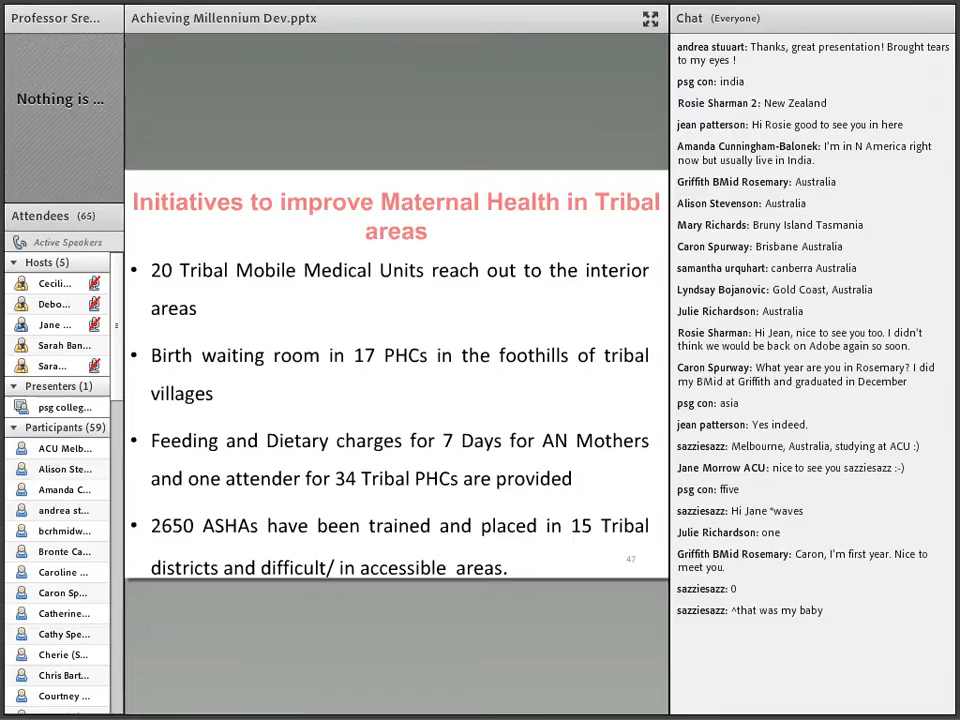 Professor Sre...
Nothing is ...
Attendees (65)
Active Speakers
Hosts (5)
Cecili...
Debo...
Jane ...
Sarah Ban...
Sara...
Presenters (1)
psg colleg...
Participants (59)
ACU Melb...
Alison Ste...
Amanda C...
andrea st...
bcrhmidw...
Bronte Ca...
Caroline ...
Caron Sp...
Catherine...
Cathy Spe...
Cherie (S...
Chris Bart...
Courtney ...
Achieving Millennium Dev.pptx
Initiatives to improve Maternal Health in Tribal
areas
• 20 Tribal Mobile Medical Units reach out to the interior
areas
• Birth waiting room in 17 PHCs in the foothills of tribal
villages
• Feeding and Dietary charges for 7 Days for AN Mothers
and one attender for 34 Tribal PHCs are provided
• 2650 ASHAs have been trained and placed in 15 Tribal
districts and difficult/ in accessible areas.
47
Chat (Everyone)
andrea stuuart: Thanks, great presentation! Brought tears
to my eyes !
psg con: india
Rosie Sharman 2: New Zealand
jean patterson: Hi Rosie good to see you in here
Amanda Cunningham-Balonek: I'm in N America right
now but usually live in India.
Griffith BMid Rosemary: Australia
Alison Stevenson: Australia
Mary Richards: Bruny Island Tasmania
Caron Spurway: Brisbane Australia
samantha urquhart: canberra Australia
Lyndsay Bojanovic: Gold Coast, Australia
Julie Richardson: Australia
Rosie Sharman: Hi Jean, nice to see you too. I didn't
think we would be back on Adobe again so soon.
Caron Spurway: What year are you in Rosemary? I did
my BMid at Griffith and graduated in December
psg con: asia
jean patterson: Yes indeed.
sazziesazz: Melbourne, Australia, studying at ACU :)
Jane Morrow ACU: nice to see you sazziesazz :-)
psg con: ffive
sazziesazz: Hi Jane *waves
Julie Richardson: one
Griffith BMid Rosemary: Caron, I'm first year. Nice to
meet you.
sazziesazz: 0
sazziesazz: ^that was my baby